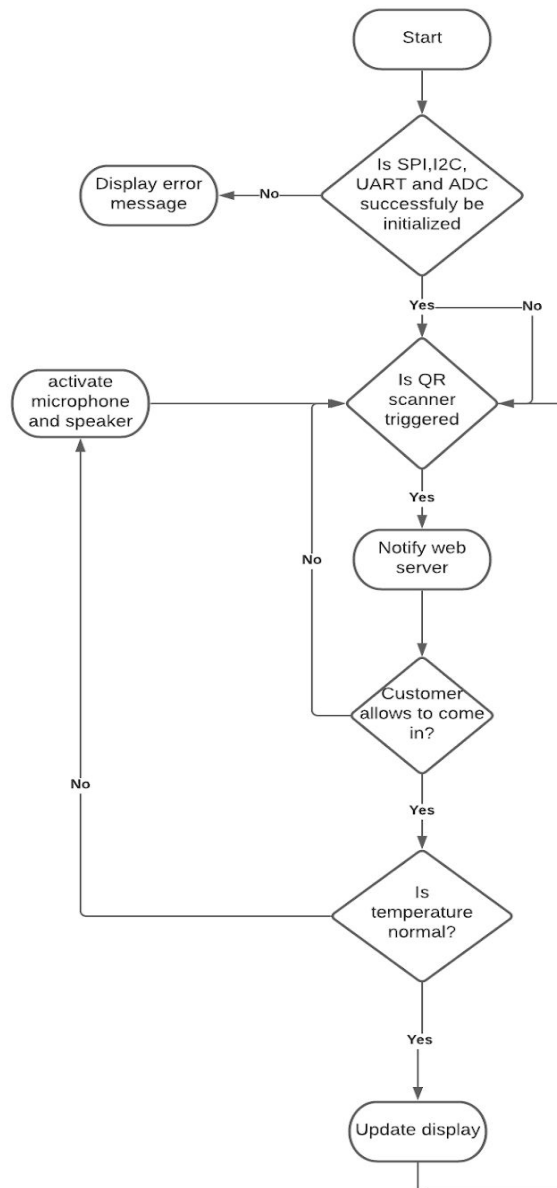 Start
Is SPI,I2C,
UART and ADC
successfuly be
initialized
No
Display error
message
Yes
No
activate
microphone
and speaker
Is QR
scanner
triggered
Yes
Notify web
server
No
Customer
allows to come
in?
No
Yes
Is
temperature
normal?
Yes
Update display